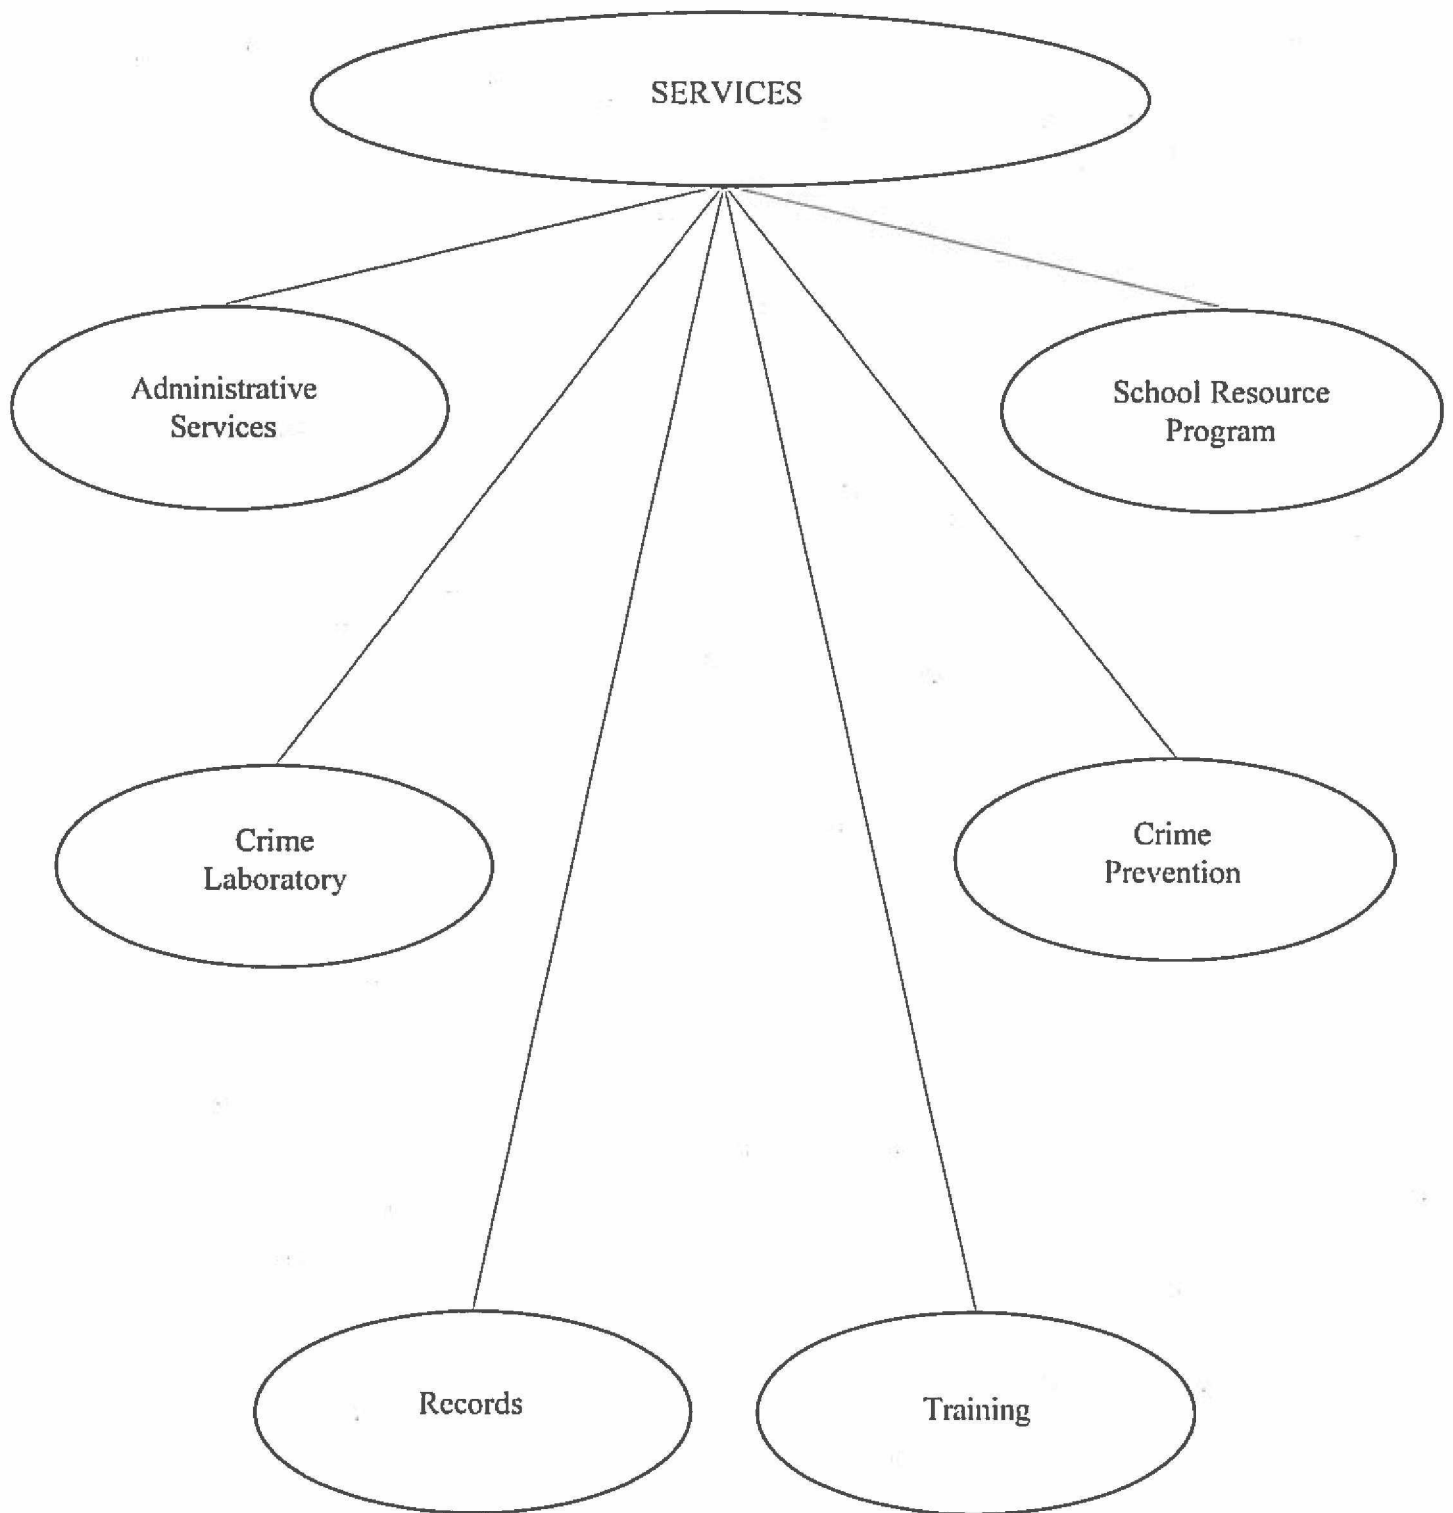 SERVICES
Administrative
Services
School Resource
Program
Crime
Laboratory
Crime
Prevention
Records
Training